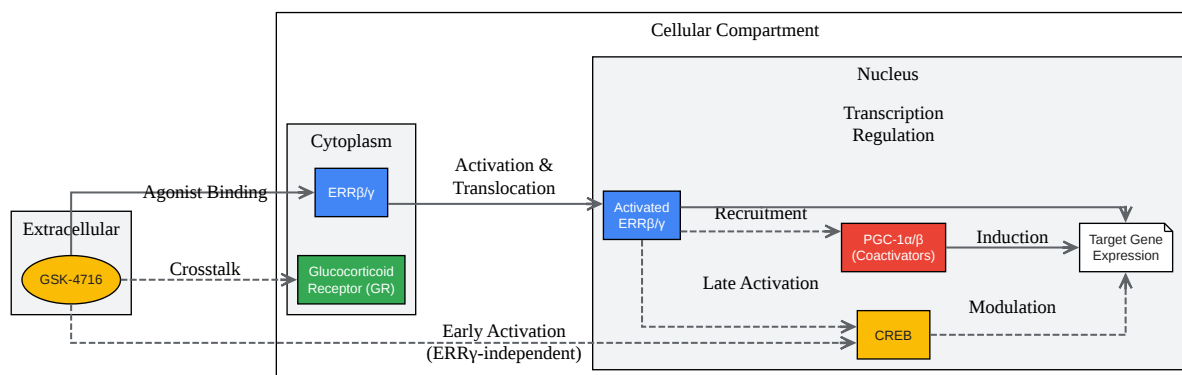 Cellular Compartment
Nucleus
Transcription
Regulation
Cytoplasm
Activation &
Translocation
Agonist Binding
ERRβ/γ
Activated
ERRβ/γ
Recruitment
Extracellular
PGC-1α/β
(Coactivators)
Induction
Target Gene
Expression
GSK-4716
Crosstalk
Glucocorticoid
Receptor (GR)
Late Activation
Modulation
Early Activation
(ERRγ-independent)
CREB